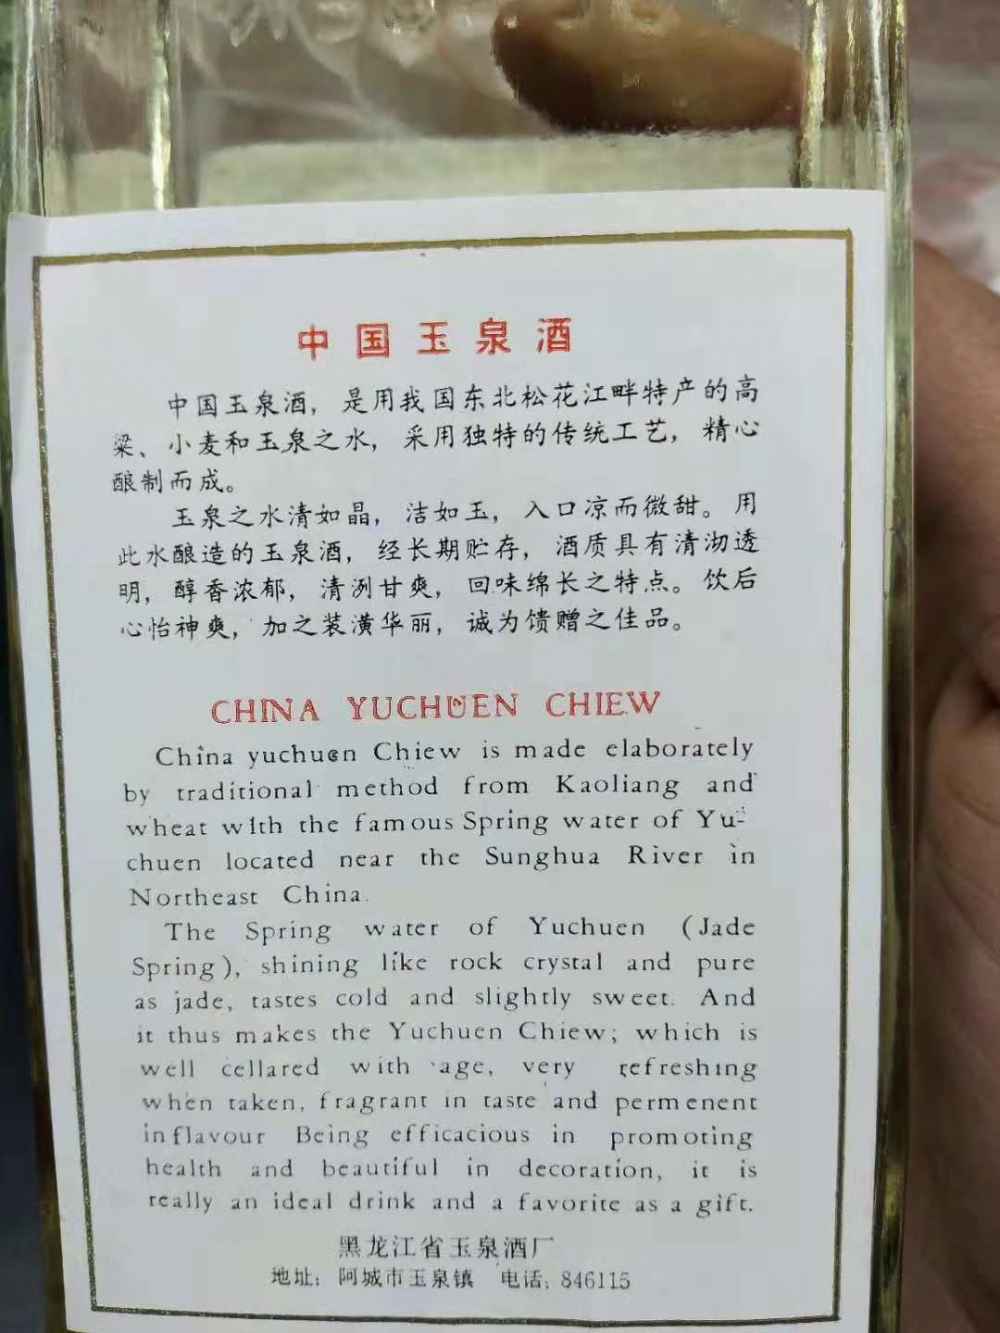 中国玉泉酒
中国玉泉酒，是用我国东北松花江畔特产的高
粱、小麦和玉泉之水，采用独特的传统工艺，精心
酿制而成。
玉泉之水清如晶，洁如玉，入口凉而微甜。用
此水酿造的玉泉酒，经长期贮存，酒质具有清沏透
明，醇香浓郁，清洌甘爽，回味绵长之特点。饮后
心怡神爽，加之装潢华丽，诚为馈赠之佳品。
CHINA YUCHUEN CHIEW
China yuchuen Chiew is made elaborately
by traditional method from Kaoliang and
wheat with the famous Spring water of Yu-
chuen located near the Sunghua River in
Northeast China.
The Spring water of Yuchuen (Jade
Spring), shining like rock crystal and pure
as jade, tastes cold and slightly sweet. And
it thus makes the Yuchuen Chiew; which is
well cellared with age, very refreshing
when taken, fragrant in taste and permenent
in flavour Being efficacious in promoting
health and beautiful in decoration, it is
really an ideal drink and a favorite as a gift.
黑龙江省玉泉酒厂
地址：阿城市玉泉镇 电话：846115